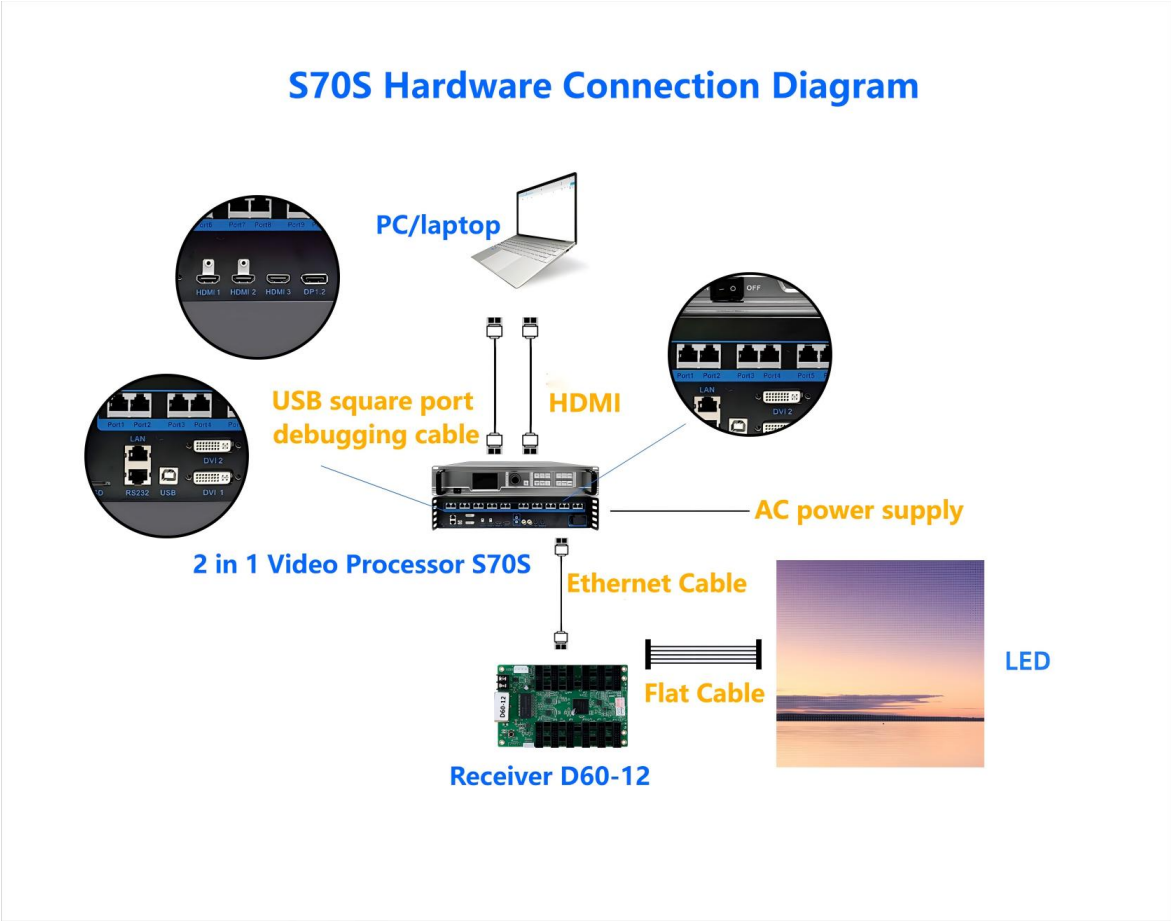 S70S Hardware Connection Diagram
PC/laptop
Port7 Port8 Port9
HDMI 1 HDMI 2 HDMI 3 DP1.2
OFF
Port1 Port2 Port3 Port4 Port5
LAN
DVI 2
USB square port
debugging cable
HDMI
Port1 Port2 Port3 Port4
LAN
DVI 2
RS232 USB DVI 1
AC power supply
2 in 1 Video Processor S70S
Ethernet Cable
LED
Flat Cable
D60-12
Receiver D60-12